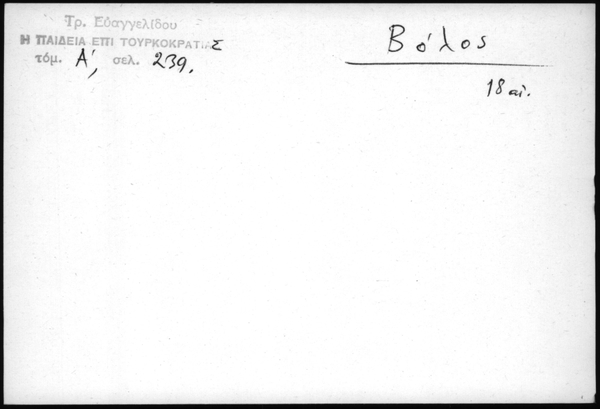 Τρ. Εὐαγγελίδου
Η ΠΑΙΔΕΙΑ ΕΠΙ ΤΟΥΡΚΟΚΡΑΤΙΑΣ
τόμ. Α', σελ. 239.
Βόλος
18 αἰ.